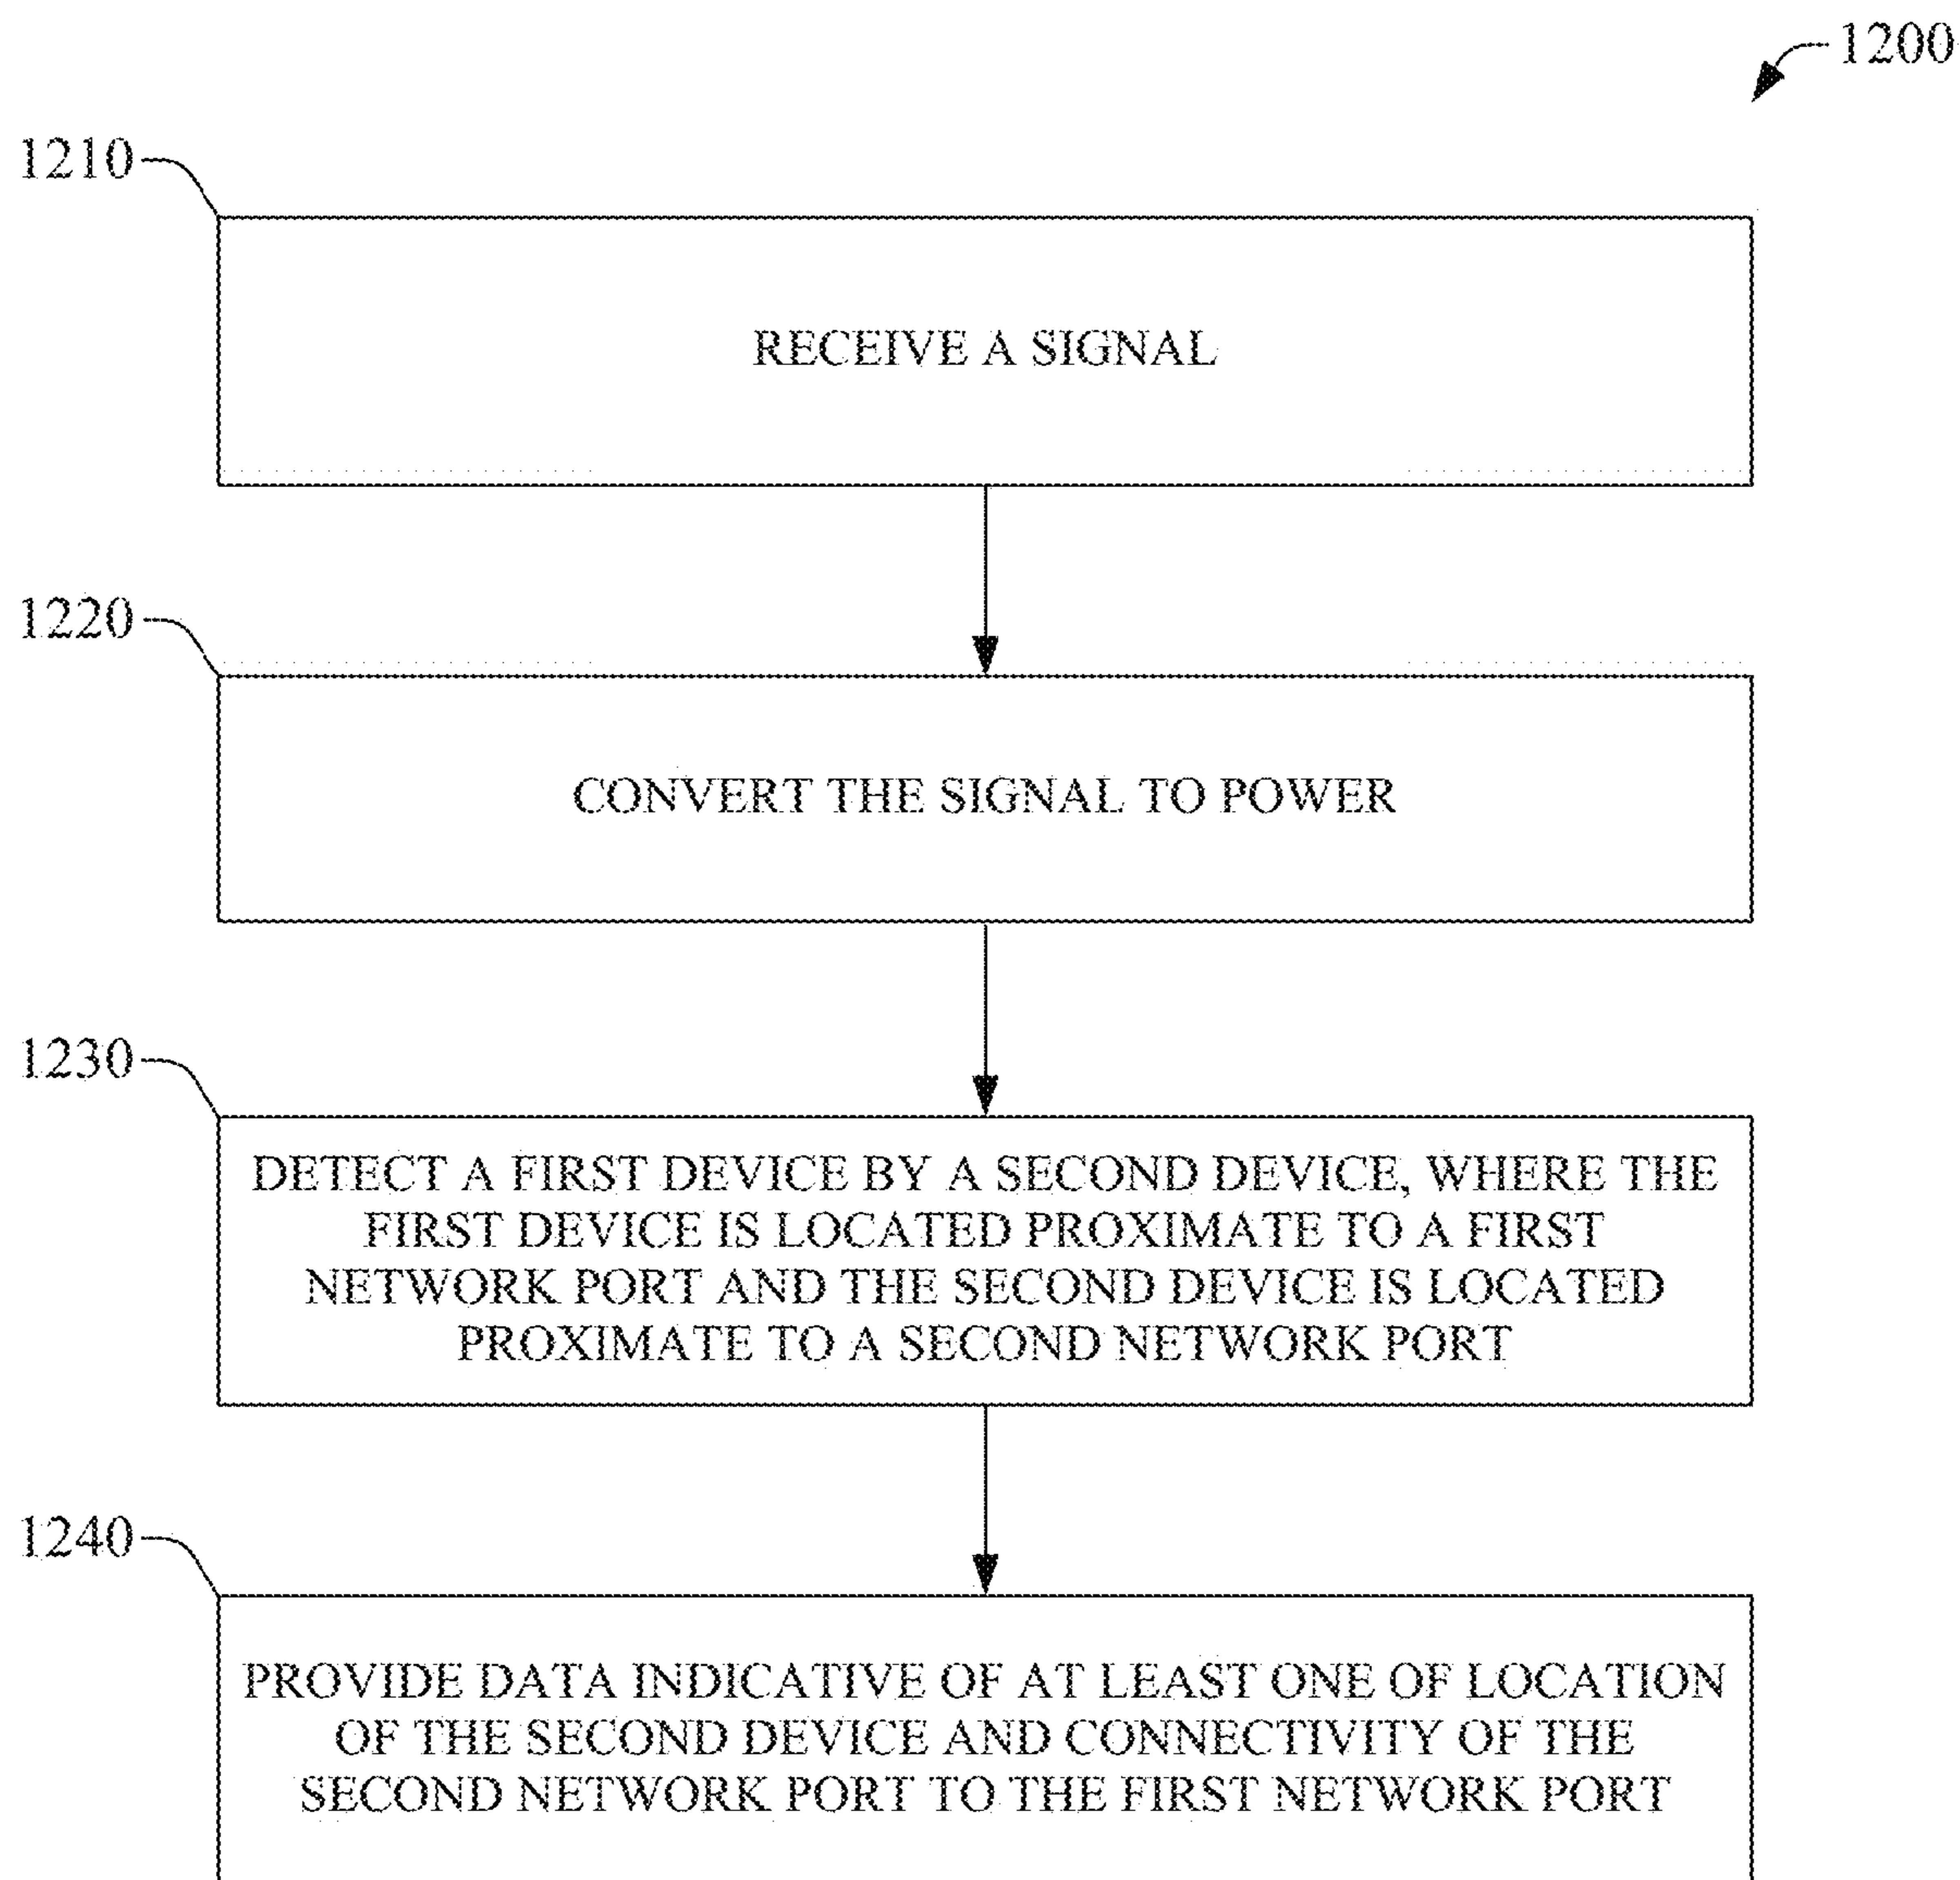 1200
1210
RECEIVE A SIGNAL
1220
CONVERT THE SIGNAL TO POWER
1230
DETECT A FIRST DEVICE BY A SECOND DEVICE, WHERE THE
FIRST DEVICE IS LOCATED PROXIMATE TO A FIRST
NETWORK PORT AND THE SECOND DEVICE IS LOCATED
PROXIMATE TO A SECOND NETWORK PORT
1240
PROVIDE DATA INDICATIVE OF AT LEAST ONE OF LOCATION
OF THE SECOND DEVICE AND CONNECTIVITY OF THE
SECOND NETWORK PORT TO THE FIRST NETWORK PORT